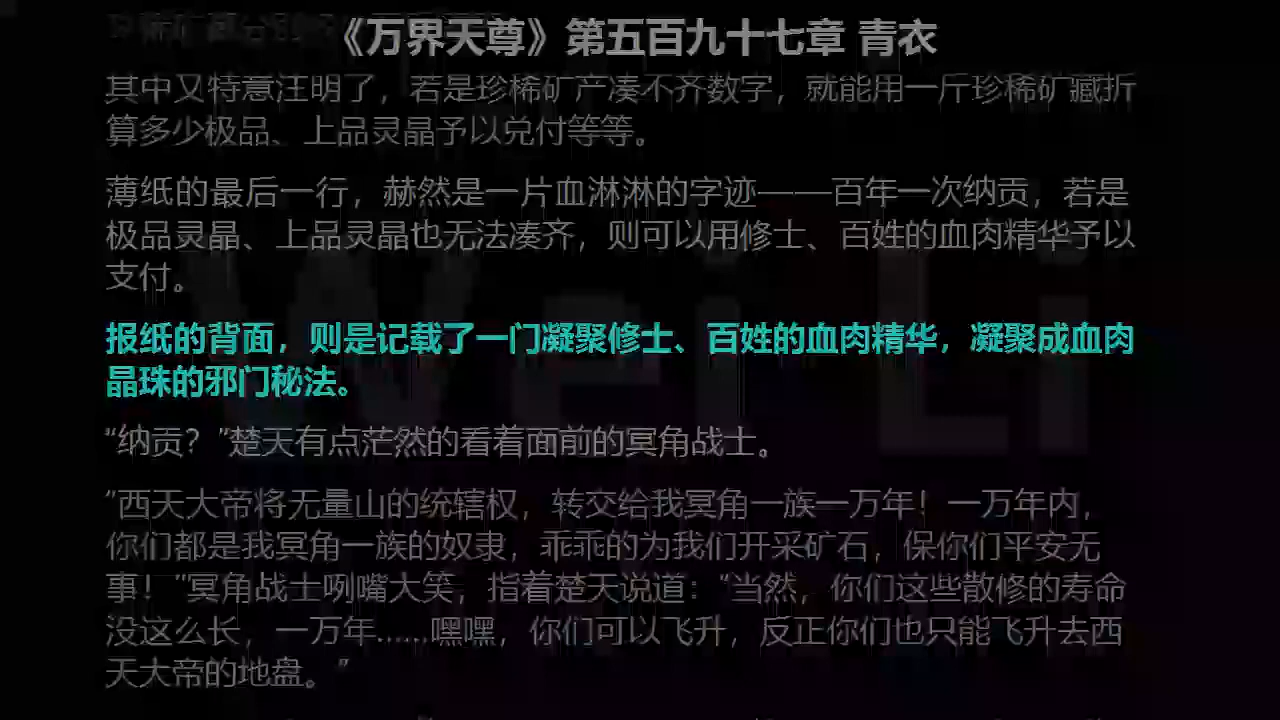 《万界天尊》第五百九十七章 青衣
其中又特意注明了，若是珍稀矿产凑不齐数字，就能用一斤珍稀矿藏折
算多少极品、上品灵晶予以兑付等等。
薄纸的最后一行，赫然是一片血淋淋的字迹——百年一次纳贡，若是
极品灵晶、上品灵晶也无法凑齐，则可以用修士、百姓的血肉精华予以
支付。
报纸的背面，则是记载了一门凝聚修士、百姓的血肉精华，凝聚成血肉
晶珠的邪门秘法。
“纳贡？”楚天有点茫然的看着面前的冥角战士。
“西天大帝将无量山的统辖权，转交给我冥角一族一万年！一万年内，
你们都是我冥角一族的奴隶，乖乖的为我们开采矿石，保你们平安无
事！”冥角战士咧嘴大笑，指着楚天说道：“当然，你们这些散修的寿命
没这么长，一万年……嘿嘿，你们可以飞升，反正你们也只能飞升去西
天大帝的地盘。”
Wei Li